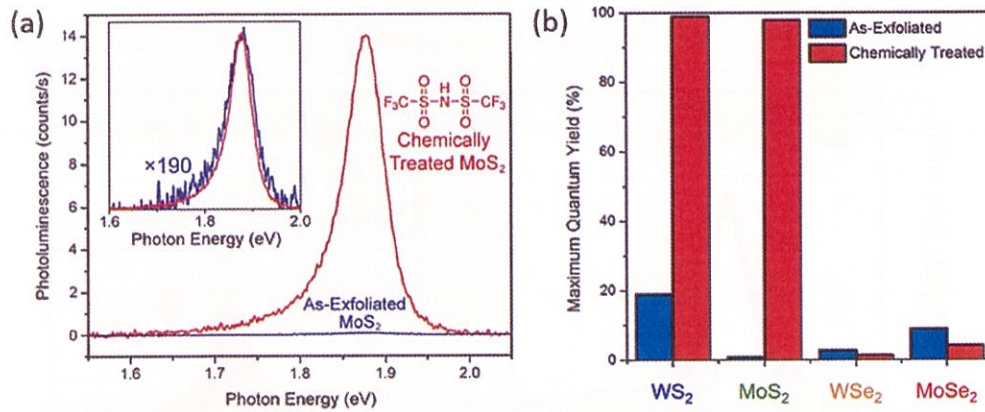 (a)
Photoluminescence (counts/s)
14
12
10
8
6
4
2
0
×190
1.6
1.8
2.0
Photon Energy (eV)
H
O
O
F₃C-S-N-S-CF₃
O
O
Chemically
Treated MoS₂
As-Exfoliated
MoS₂
1.6
1.7
1.8
1.9
2.0
Photon Energy (eV)
(b)
Maximum Quantum Yield (%)
100
80
60
40
20
0
As-Exfoliated
Chemically Treated
WS₂
MoS₂
WSe₂
MoSe₂